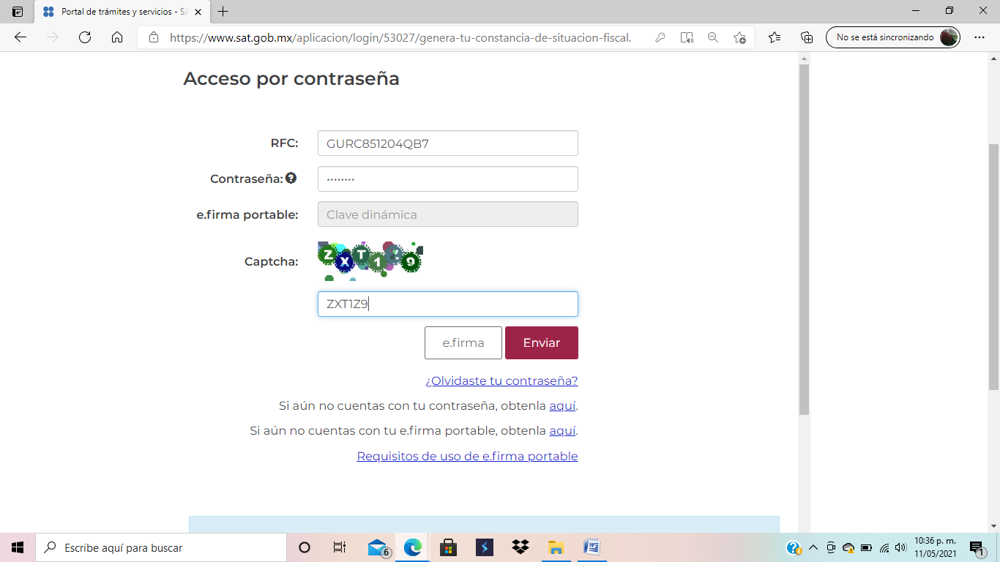 Portal de trámites y servicios - SA
https://www.sat.gob.mx/aplicacion/login/53027/genera-tu-constancia-de-situacion-fiscal.
No se está sincronizando
Acceso por contraseña
RFC: GURC851204QB7
Contraseña: ? ••••••••
e.firma portable: Clave dinámica
Captcha: ZXT1Z9
ZXT1Z9
e.firma Enviar
¿Olvidaste tu contraseña?
Si aún no cuentas con tu contraseña, obtenla aquí.
Si aún no cuentas con tu e.firma portable, obtenla aquí.
Requisitos de uso de e.firma portable
Escribe aquí para buscar
6
10:36 p. m.
11/05/2021
1